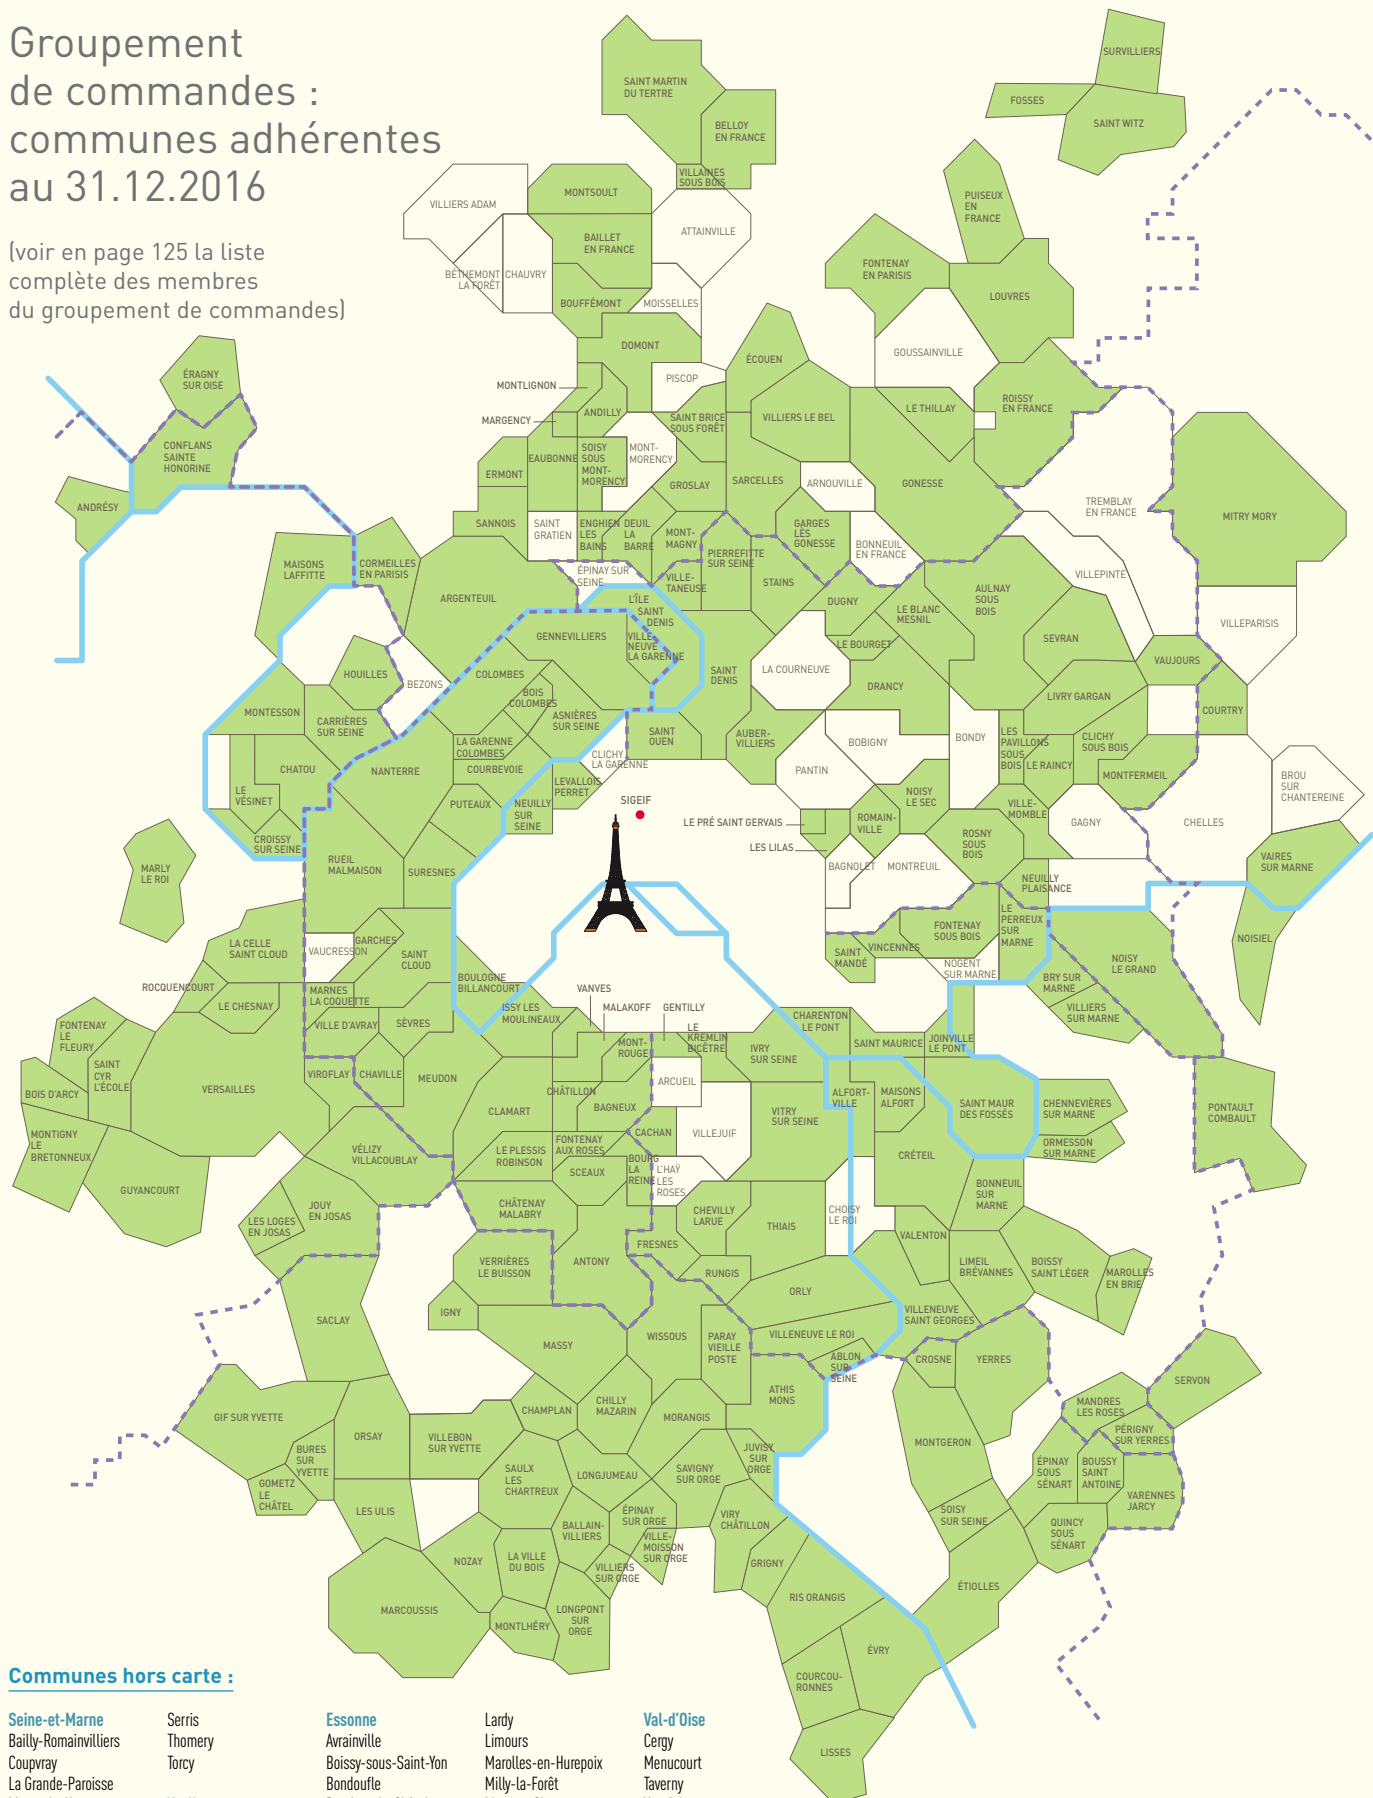 Groupement
de commandes :
communes adhérentes
au 31.12.2016
(voir en page 125 la liste
complète des membres
du groupement de commandes)
SURVILLIERS
FOSSES
SAINT WITZ
SAINT MARTIN
DU TERTRE
BELLOY
EN FRANCE
VILLAINES
SOUS BOIS
MONTSOULT
VILLIERS ADAM
ATTAINVILLE
BAILLET
EN FRANCE
BÉTHEMONT
LA FORÊT
CHAUVRY
BOUFFÉMONT
MOISSELLES
PUISEUX
EN
FRANCE
FONTENAY
EN PARISIS
LOUVRES
DOMONT
ÉCOUEN
GOUSSAINVILLE
PISCOP
MONTLIGNON
MARGENCY
ANDILLY
SAINT BRICE
SOUS FORÊT
VILLIERS LE BEL
LE THILLAY
ROISSY
EN FRANCE
ÉRAGNY
SUR OISE
CONFLANS
SAINTE
HONORINE
ANDRÉSY
EAUBONNE
SOISY
SOUS
MONT-
MORENCY
MONT-
MORENCY
ERMONT
GROSLAY
SARCELLES
ARNOUVILLE
GONESSE
TREMBLAY
EN FRANCE
MITRY MORY
SANNOIS
SAINT
GRATIEN
ENGHIEN
LES
BAINS
DEUIL
LA
BARRE
MONT-
MAGNY
GARGES
LÈS
GONESSE
BONNEUIL
EN FRANCE
MAISONS
LAFFITTE
CORMEILLES
EN PARISIS
ÉPINAY SUR
SEINE
VILLE-
TANEUSE
PIERREFITTE
SUR SEINE
STAINS
VILLEPINTE
ARGENTEUIL
L'ÎLE
SAINT
DENIS
DUGNY
LE BLANC
MESNIL
AULNAY
SOUS
BOIS
VILLEPARISIS
GENNEVILLIERS
VILLE-
NEUVE
LA GARENNE
LE BOURGET
SEVRAN
VAUJOURS
HOUILLES
BEZONS
COLOMBES
SAINT
DENIS
LA COURNEUVE
DRANCY
LIVRY GARGAN
COURTRY
MONTESSON
CARRIÈRES
SUR SEINE
BOIS
COLOMBES
ASNIÈRES
SUR SEINE
SAINT
OUEN
AUBER-
VILLIERS
BOBIGNY
BONDY
LES
PAVILLONS
SOUS
BOIS
CLICHY
SOUS BOIS
LA GARENNE
COLOMBES
CLICHY
LA GARENNE
LE RAINCY
CHATOU
NANTERRE
COURBEVOIE
LEVALLOIS
PERRET
PANTIN
MONTFERMEIL
BROU
SUR
CHANTEREINE
LE
VÉSINET
PUTEAUX
NEUILLY
SUR
SEINE
SIGEIF
NOISY
LE SEC
VILLE-
MOMBLE
GAGNY
CHELLES
CROISSY
SUR SEINE
LE PRÉ SAINT GERVAIS
LES LILAS
ROMAIN-
VILLE
ROSNY
SOUS
BOIS
MARLY
LE ROI
RUEIL
MALMAISON
SURESNES
BAGNOLET
MONTREUIL
NEUILLY
PLAISANCE
VAIRES
SUR MARNE
LA CELLE
SAINT CLOUD
VAUCRESSON
GARCHES
SAINT
CLOUD
SAINT
MANDÉ
VINCENNES
FONTENAY
SOUS BOIS
LE
PERREUX
SUR
MARNE
NOISY
LE GRAND
NOISIEL
NOGENT
SUR MARNE
BRY SUR
MARNE
ROCQUENCOURT
LE CHESNAY
MARNES
LA COQUETTE
BOULOGNE
BILLANCOURT
VANVES
MALAKOFF
GENTILLY
VILLIERS
SUR MARNE
FONTENAY
LE
FLEURY
VILLE D'AVRAY
SÈVRES
ISSY LES
MOULINEAUX
MONT-
ROUGE
LE
KREMLIN
BICÊTRE
IVRY
SUR SEINE
CHARENTON
LE PONT
SAINT MAURICE
JOINVILLE
LE PONT
SAINT
CYR
L'ÉCOLE
BOIS D'ARCY
VERSAILLES
VIROFLAY
CHAVILLE
MEUDON
CHÂTILLON
ARCUEIL
ALFORT-
VILLE
MAISONS
ALFORT
SAINT MAUR
DES FOSSÉS
CHENNEVIÈRES
SUR MARNE
PONTAULT
COMBAULT
CLAMART
BAGNEUX
VITRY
SUR SEINE
MONTIGNY
LE
BRETONNEUX
CACHAN
VILLEJUIF
ORMESSON
SUR MARNE
VÉLIZY
VILLACOUBLAY
LE PLESSIS
ROBINSON
FONTENAY
AUX ROSES
CRÉTEIL
GUYANCOURT
SCEAUX
BOURG
LA
REINE
L'HAŸ
LES
ROSES
BONNEUIL
SUR
MARNE
JOUY
EN JOSAS
LES LOGES
EN JOSAS
CHÂTENAY
MALABRY
CHEVILLY
LARUE
THIAIS
CHOISY
LE ROI
VALENTON
FRESNES
VERRIÈRES
LE BUISSON
ANTONY
RUNGIS
LIMEIL
BRÉVANNES
BOISSY
SAINT LÉGER
MAROLLES
EN BRIE
ORLY
IGNY
SACLAY
VILLENEUVE
SAINT GEORGES
MASSY
WISSOUS
PARAY
VIEILLE
POSTE
VILLENEUVE LE ROI
ABLON
SUR
SEINE
CROSNE
YERRES
SERVON
GIF SUR YVETTE
CHAMPLAN
CHILLY
MAZARIN
MORANGIS
ATHIS
MONS
MANDRES
LES ROSES
PÉRIGNY
SUR YERRES
ORSAY
VILLEBON
SUR YVETTE
BURES
SUR
YVETTE
SAULX
LES
CHARTREUX
LONGJUMEAU
SAVIGNY
SUR ORGE
JUVISY
SUR
ORGE
MONTGERON
ÉPINAY
SOUS
SÉNART
BOUSSY
SAINT
ANTOINE
VARENNES
JARCY
GOMETZ
LE
CHÂTEL
LES ULIS
ÉPINAY
SUR ORGE
VIRY
CHÂTILLON
SOISY
SUR SEINE
QUINCY
SOUS
SÉNART
BALLAIN-
VILLIERS
VILLE-
MOISSON
SUR ORGE
NOZAY
LA VILLE
DU BOIS
VILLIERS
SUR ORGE
GRIGNY
ÉTIOLLES
MARCOUSSIS
MONTLHÉRY
LONGPONT
SUR
ORGE
RIS ORANGIS
ÉVRY
COURCOU-
RONNES
LISSES
Communes hors carte :
Seine-et-Marne
Bailly-Romainvilliers
Coupvray
La Grande-Paroisse
Serris
Thomery
Torcy
Essonne
Avrainville
Boissy-sous-Saint-Yon
Bondoufle
Lardy
Limours
Marolles-en-Hurepoix
Milly-la-Forêt
Val-d'Oise
Cergy
Menucourt
Taverny